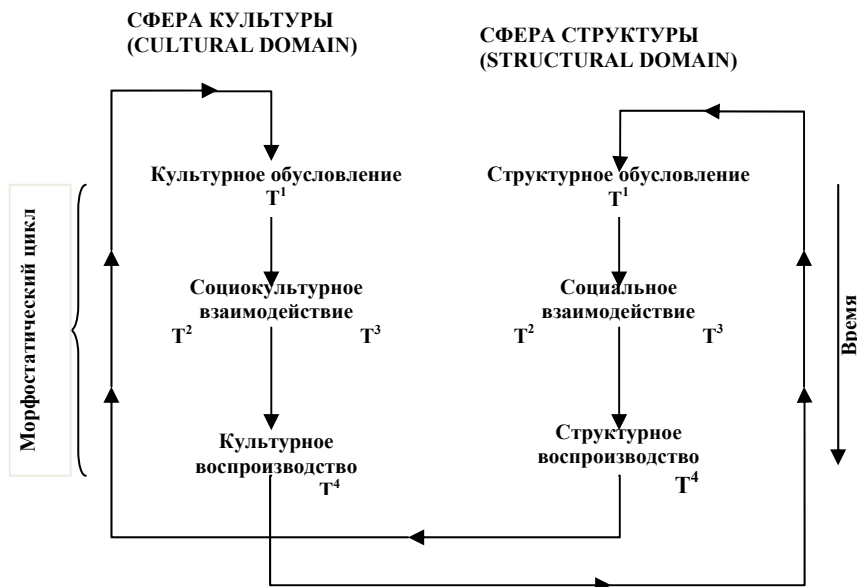 СФЕРА КУЛЬТУРЫ
(CULTURAL DOMAIN)
СФЕРА СТРУКТУРЫ
(STRUCTURAL DOMAIN)
Культурное обусловление
T¹
Структурное обусловление
T¹
Морфостатический цикл
Социокультурное
взаимодействие
T² T³
Социальное
взаимодействие
T² T³
Время
Культурное
воспроизводство
T⁴
Структурное
воспроизводство
T⁴